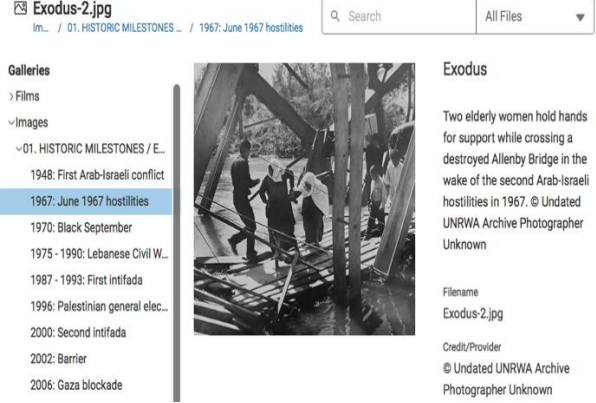 Exodus-2.jpg
Im... / 01. HISTORIC MILESTONES ... / 1967: June 1967 hostilities
Search
All Files
Galleries
Films
Images
01. HISTORIC MILESTONES / E...
1948: First Arab-Israeli conflict
1967: June 1967 hostilities
1970: Black September
1975 - 1990: Lebanese Civil W...
1987 - 1993: First intifada
1996: Palestinian general elec...
2000: Second intifada
2002: Barrier
2006: Gaza blockade
Exodus
Two elderly women hold hands
for support while crossing a
destroyed Allenby Bridge in the
wake of the second Arab-Israeli
hostilities in 1967. © Undated
UNRWA Archive Photographer
Unknown
Filename
Exodus-2.jpg
Credit/Provider
© Undated UNRWA Archive
Photographer Unknown